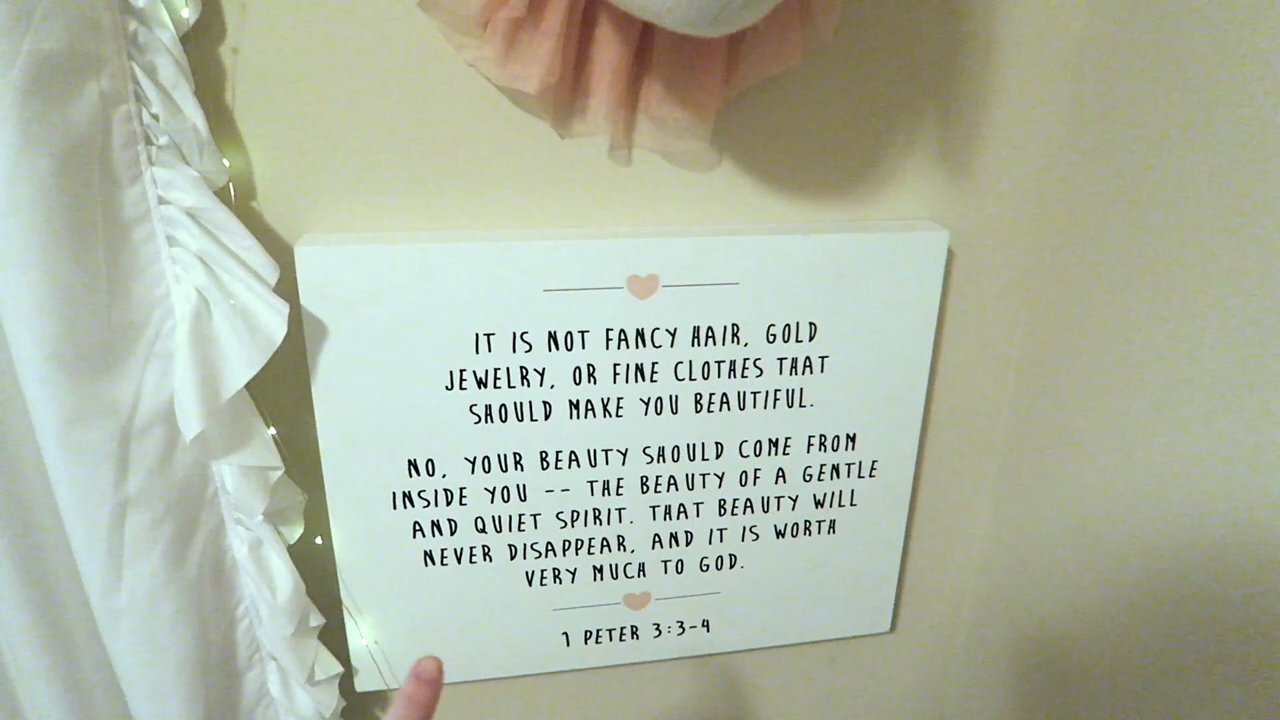 IT IS NOT FANCY HAIR, GOLD
JEWELRY, OR FINE CLOTHES THAT
SHOULD MAKE YOU BEAUTIFUL.
NO, YOUR BEAUTY SHOULD COME FROM
INSIDE YOU -- THE BEAUTY OF A GENTLE
AND QUIET SPIRIT. THAT BEAUTY WILL
NEVER DISAPPEAR, AND IT IS WORTH
VERY MUCH TO GOD.
1 PETER 3:3-4